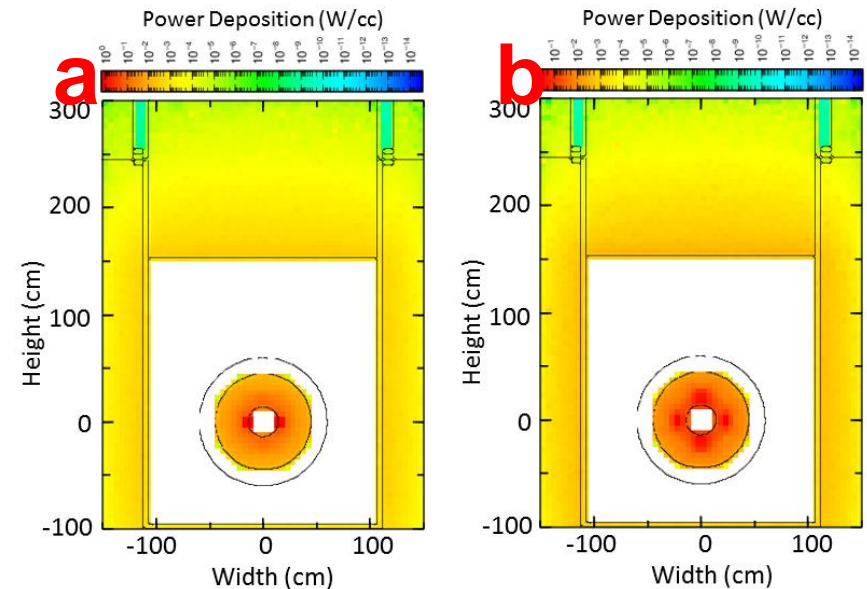 Power Deposition (W/cc)
10⁰ 10⁻¹ 10⁻² 10⁻³ 10⁻⁴ 10⁻⁵ 10⁻⁶ 10⁻⁷ 10⁻⁸ 10⁻⁹ 10⁻¹⁰ 10⁻¹¹ 10⁻¹² 10⁻¹³ 10⁻¹⁴
a
300
200
100
0
-100
Height (cm)
-100 0 100
Width (cm)
Power Deposition (W/cc)
10⁻¹ 10⁻² 10⁻³ 10⁻⁴ 10⁻⁵ 10⁻⁶ 10⁻⁷ 10⁻⁸ 10⁻⁹ 10⁻¹⁰ 10⁻¹¹ 10⁻¹² 10⁻¹³ 10⁻¹⁴
b
300
200
100
0
-100
Height (cm)
-100 0 100
Width (cm)